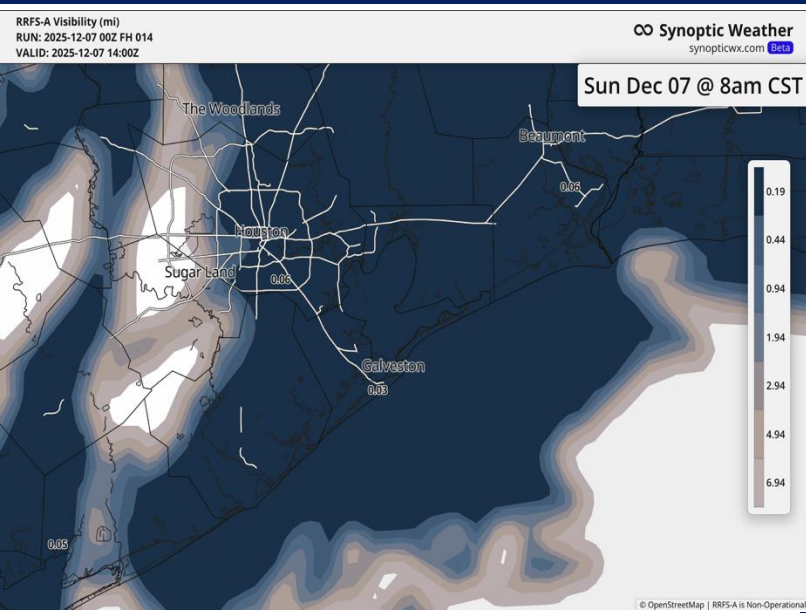 RRFS-A Visibility (mi)
RUN: 2025-12-07 00Z FH 014
VALID: 2025-12-07 14:00Z
Synoptic Weather
synopticwx.com Beta
Sun Dec 07 @ 8am CST
The Woodlands
Beaumont
0.06
Houston
Sugar Land
0.06
Galveston
0.03
0.05
0.19
0.44
0.94
1.94
2.94
4.94
6.94
© OpenStreetMap | RRFS-A is Non-Operational